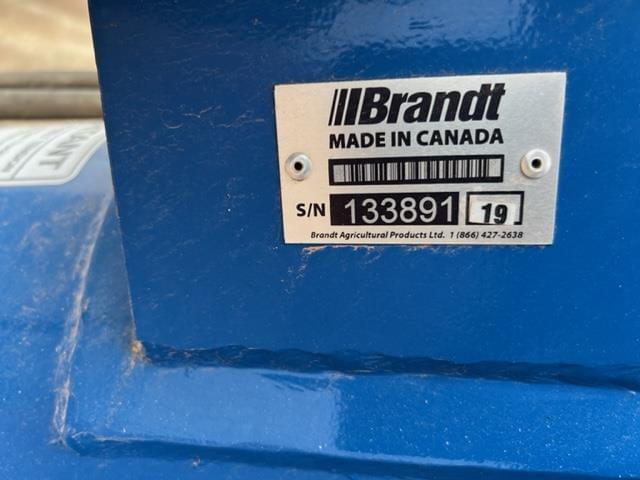 Brandt
MADE IN CANADA
S/N 133891 19
Brandt Agricultural Products Ltd. 1 (866) 427-2638